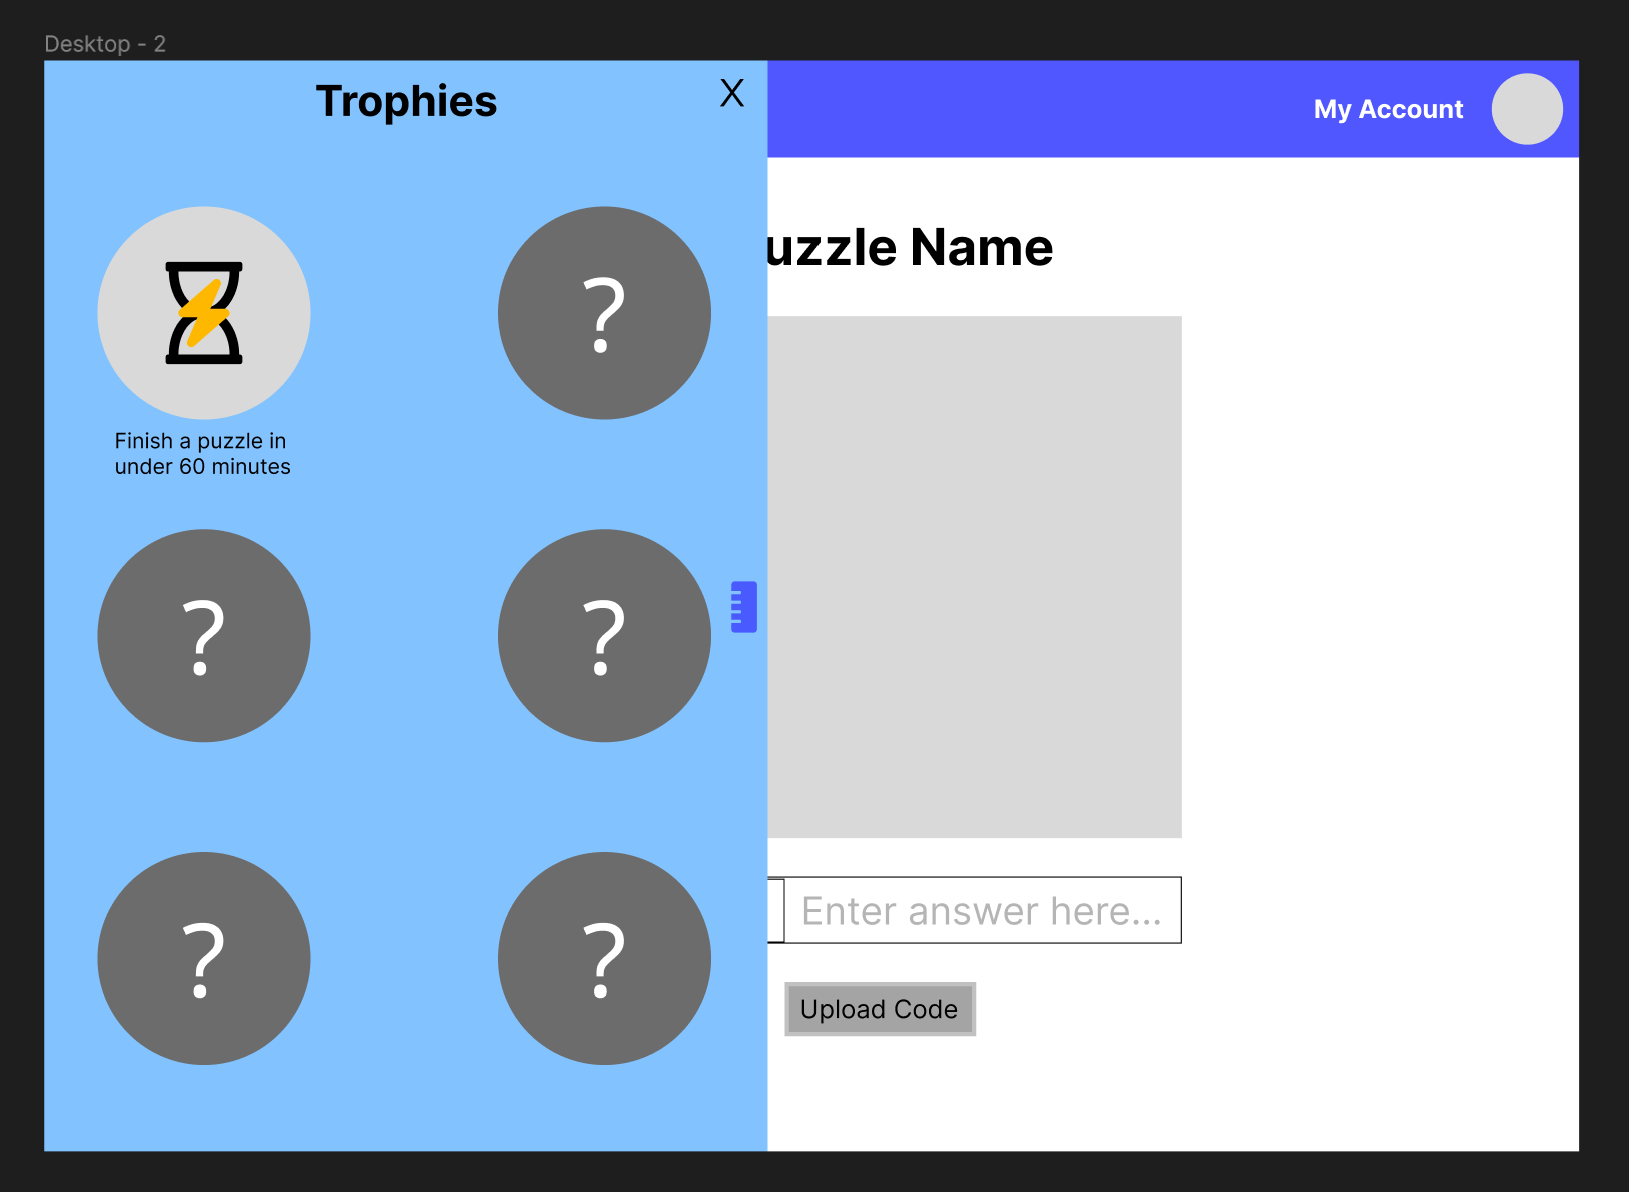 Desktop - 2
Trophies
X
My Account
uzzle Name
?
Finish a puzzle in
under 60 minutes
?
?
Enter answer here...
?
?
Upload Code